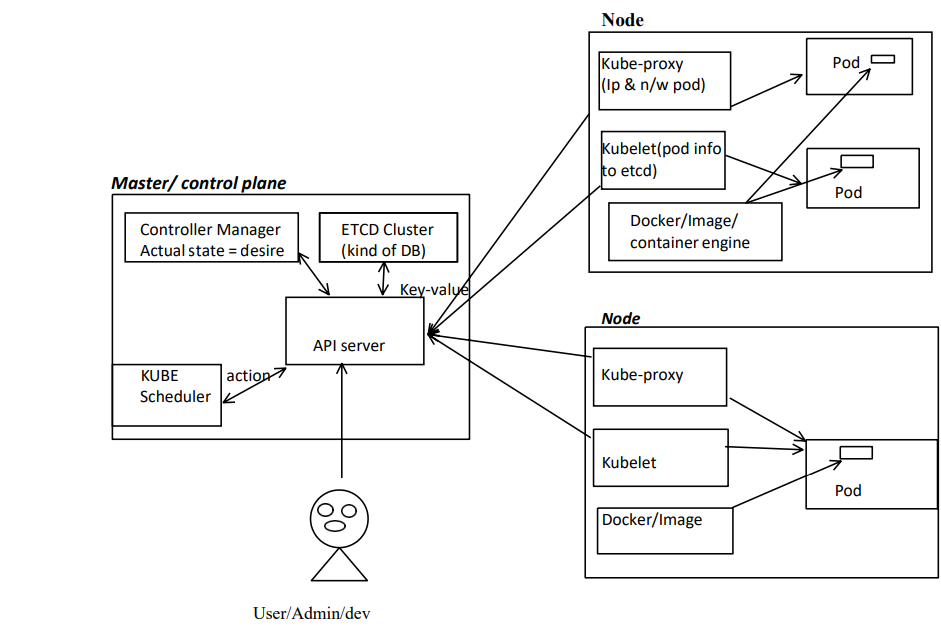 Node
Kube-proxy
(Ip & n/w pod)
Pod
Kubelet(pod info
to etcd)
Pod
Docker/Image/
container engine
Master/ control plane
Controller Manager
Actual state = desire
ETCD Cluster
(kind of DB)
Key-value
API server
KUBE
Scheduler
action
Node
Kube-proxy
Kubelet
Pod
Docker/Image
User/Admin/dev